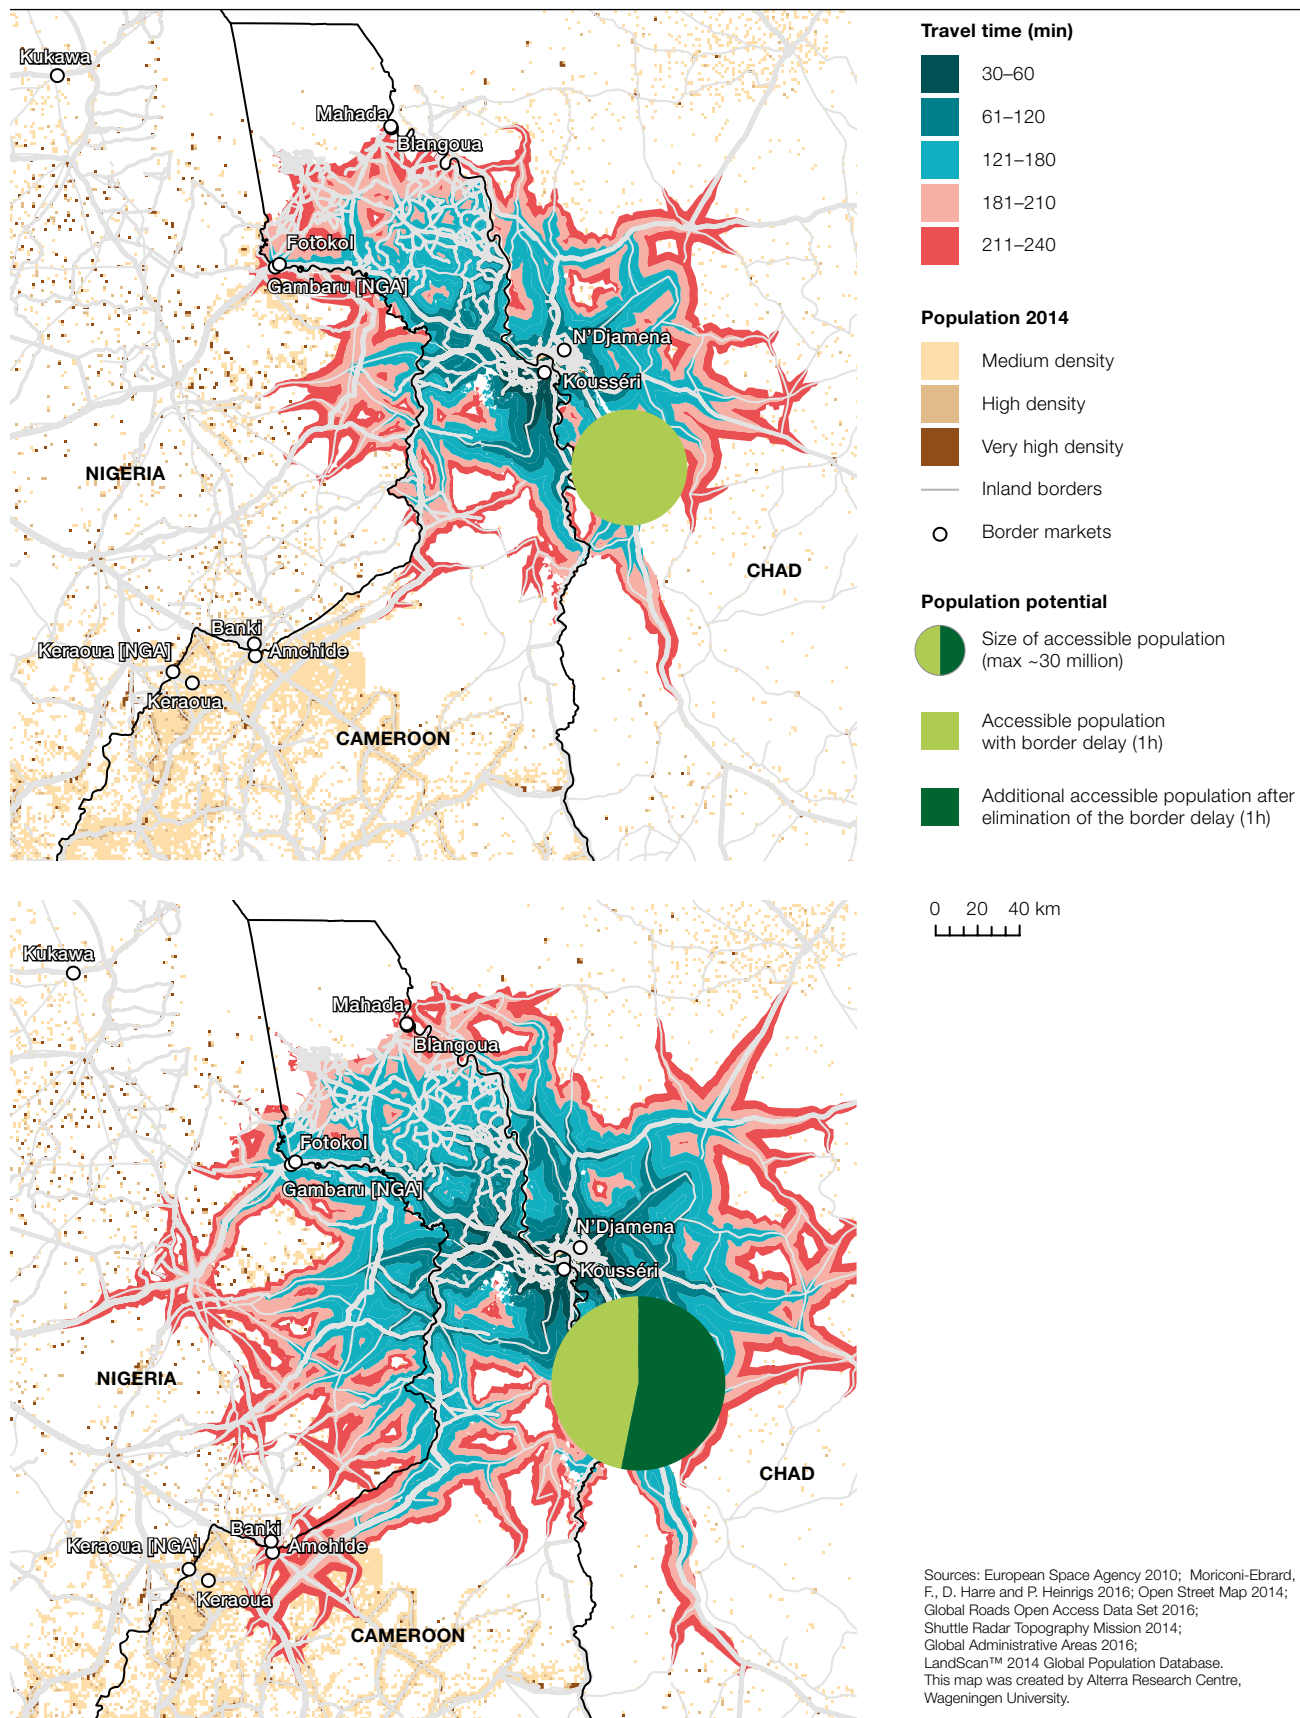 Kukawa
Mahada
Blangoua
Fotokol
Gambaru [NGA]
N'Djamena
Kousséri
NIGERIA
CHAD
Banki
Keraoua [NGA]
Amchide
Keraoua
CAMEROON
Travel time (min)
30–60
61–120
121–180
181–210
211–240
Population 2014
Medium density
High density
Very high density
Inland borders
Border markets
Population potential
Size of accessible population
(max ~30 million)
Accessible population
with border delay (1h)
Additional accessible population after
elimination of the border delay (1h)
0 20 40 km
Kukawa
Mahada
Blangoua
Fotokol
Gambaru [NGA]
N'Djamena
Kousséri
NIGERIA
CHAD
Banki
Keraoua [NGA]
Amchide
Keraoua
CAMEROON
Sources: European Space Agency 2010; Moriconi-Ebrard,
F., D. Harre and P. Heinrigs 2016; Open Street Map 2014;
Global Roads Open Access Data Set 2016;
Shuttle Radar Topography Mission 2014;
Global Administrative Areas 2016;
LandScan™ 2014 Global Population Database.
This map was created by Alterra Research Centre,
Wageningen University.